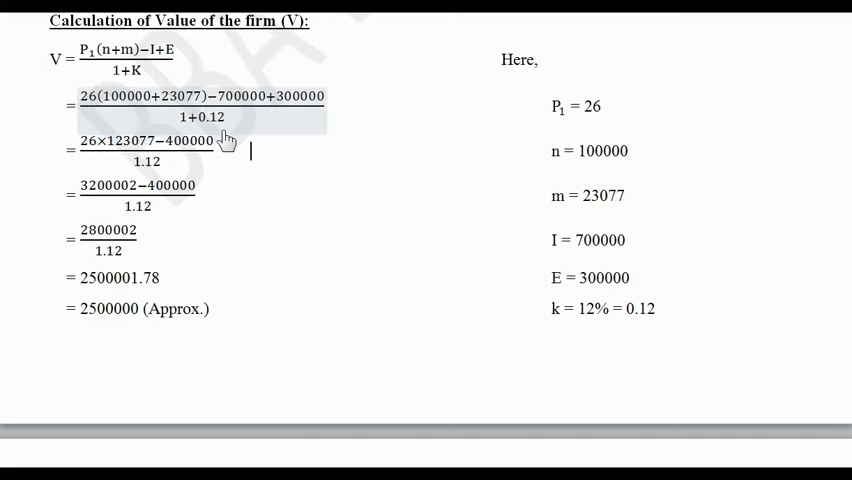 Calculation of Value of the firm (V):
V = P₁(n+m)−I+E / 1+K
Here,
= 26(100000+23077)−700000+300000 / 1+0.12
P₁ = 26
= 26×123077−400000 / 1.12
n = 100000
= 3200002−400000 / 1.12
m = 23077
= 2800002 / 1.12
I = 700000
= 2500001.78
E = 300000
= 2500000 (Approx.)
k = 12% = 0.12